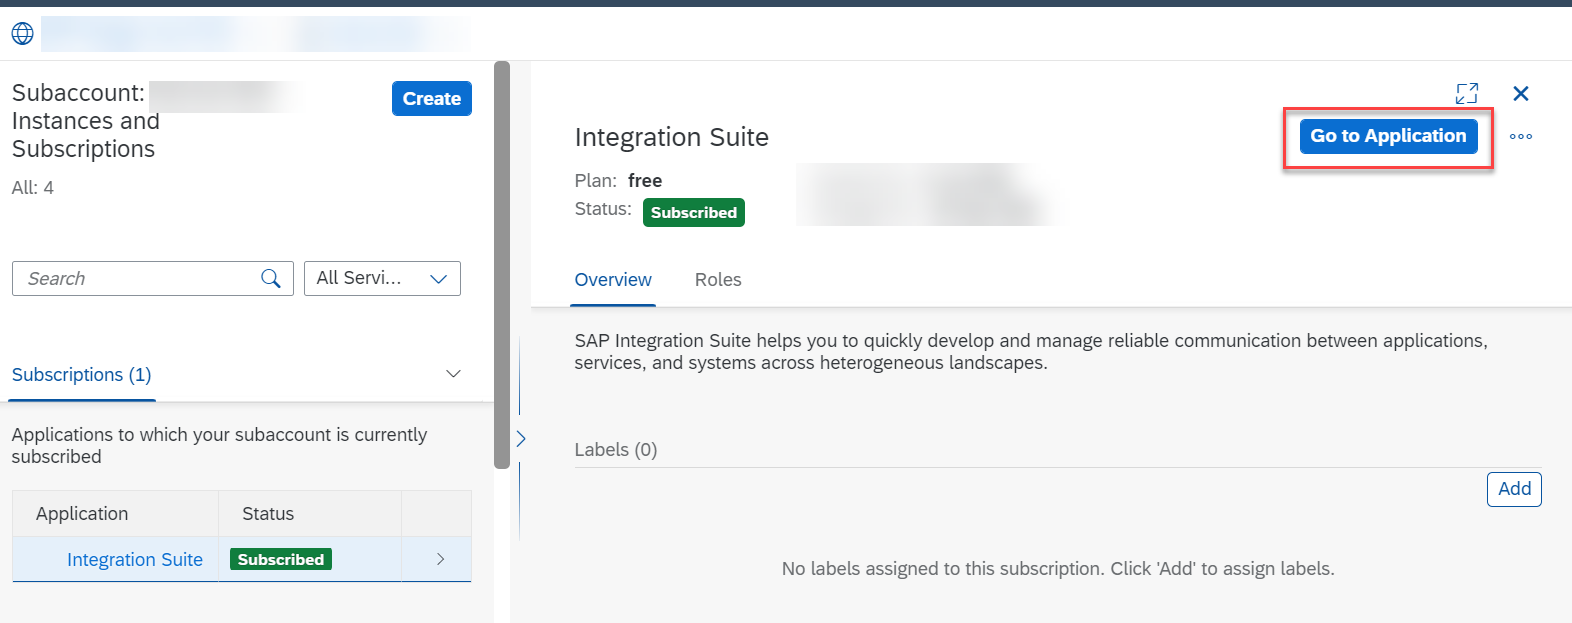 Subaccount:
Instances and
Subscriptions
All: 4
Create
Search
All Servi...
Subscriptions (1)
Applications to which your subaccount is currently
subscribed
Application Status
Integration Suite Subscribed
Integration Suite
Go to Application
Plan: free
Status: Subscribed
Overview Roles
SAP Integration Suite helps you to quickly develop and manage reliable communication between applications,
services, and systems across heterogeneous landscapes.
Labels (0)
Add
No labels assigned to this subscription. Click 'Add' to assign labels.